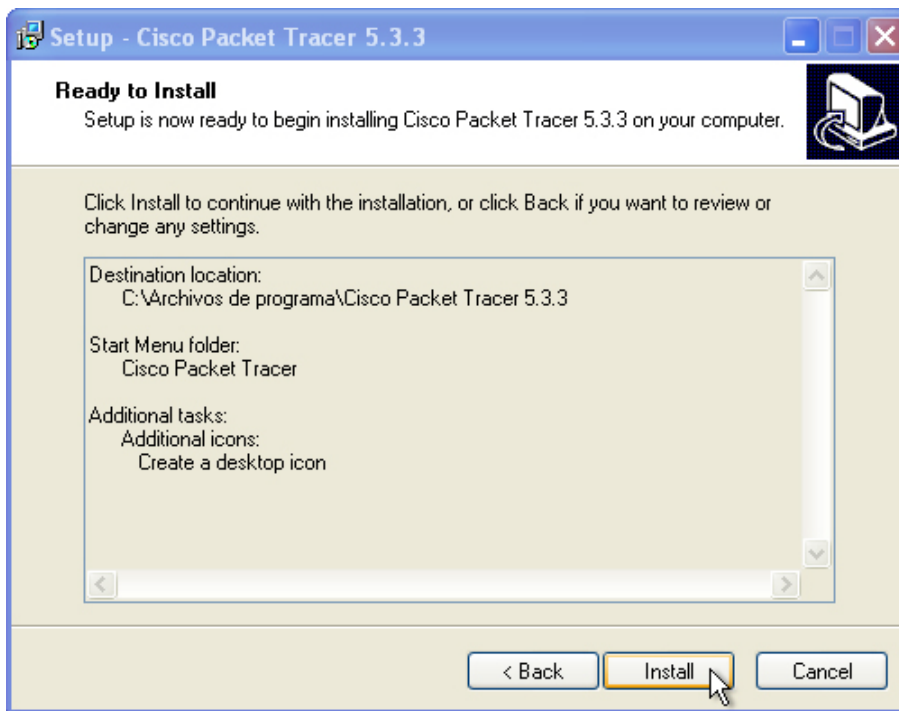 Setup - Cisco Packet Tracer 5.3.3
Ready to Install
Setup is now ready to begin installing Cisco Packet Tracer 5.3.3 on your computer.
Click Install to continue with the installation, or click Back if you want to review or
change any settings.
Destination location:
C:\Archivos de programa\Cisco Packet Tracer 5.3.3
Start Menu folder:
Cisco Packet Tracer
Additional tasks:
Additional icons:
Create a desktop icon
< Back
Install
Cancel